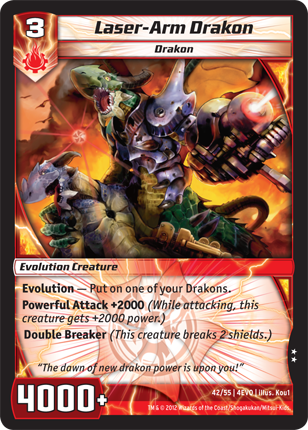 3
Laser-Arm Drakon
Drakon
Evolution Creature
Evolution — Put on one of your Drakons.
Powerful Attack +2000 (While attacking, this
creature gets +2000 power.)
Double Breaker (This creature breaks 2 shields.)
"The dawn of new drakon power is upon you!"
4000+
42/55 | 4EVO | illus. Kou1
TM & © 2012 Wizards of the Coast/Shogakukan/Mitsui-Kids.